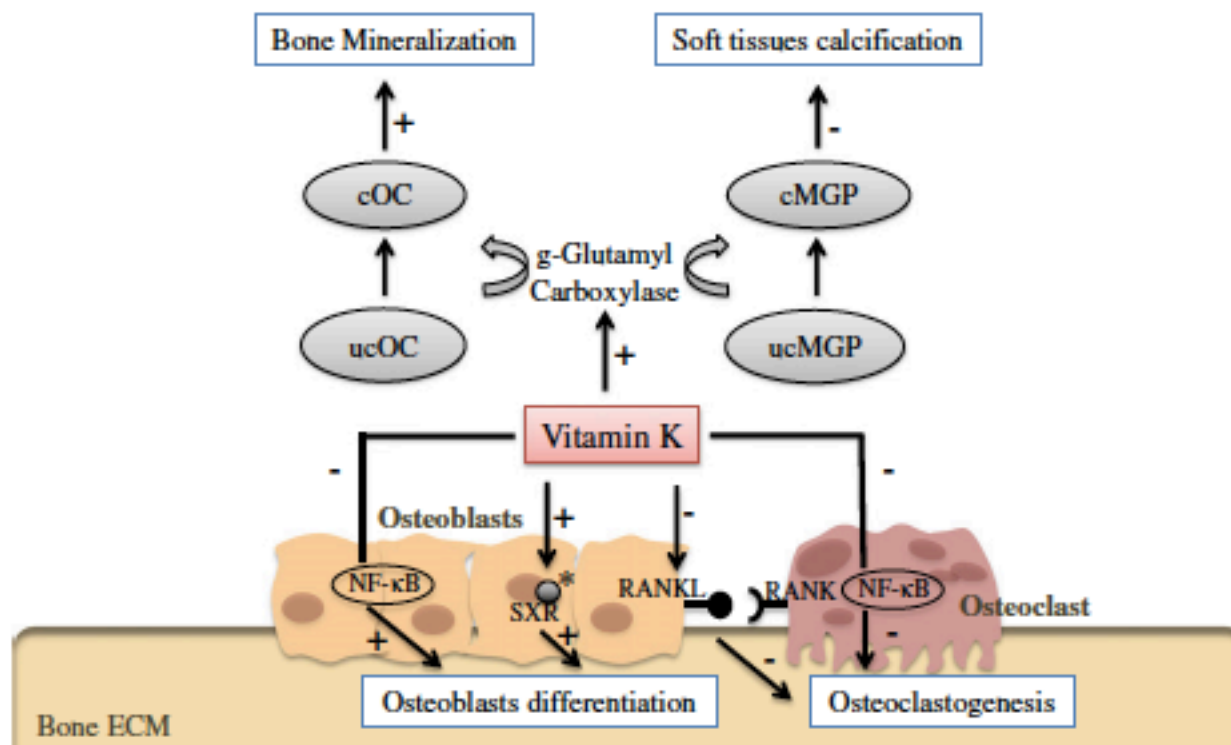 Bone Mineralization
Soft tissues calcification
+
-
cOC
cMGP
g-Glutamyl
Carboxylase
ucOC
ucMGP
+
Vitamin K
-
-
Osteoblasts
+
-
NF-κB
*
SXR
RANKL
RANK
NF-κB
Osteoclast
+
+
-
-
Osteoblasts differentiation
Osteoclastogenesis
Bone ECM